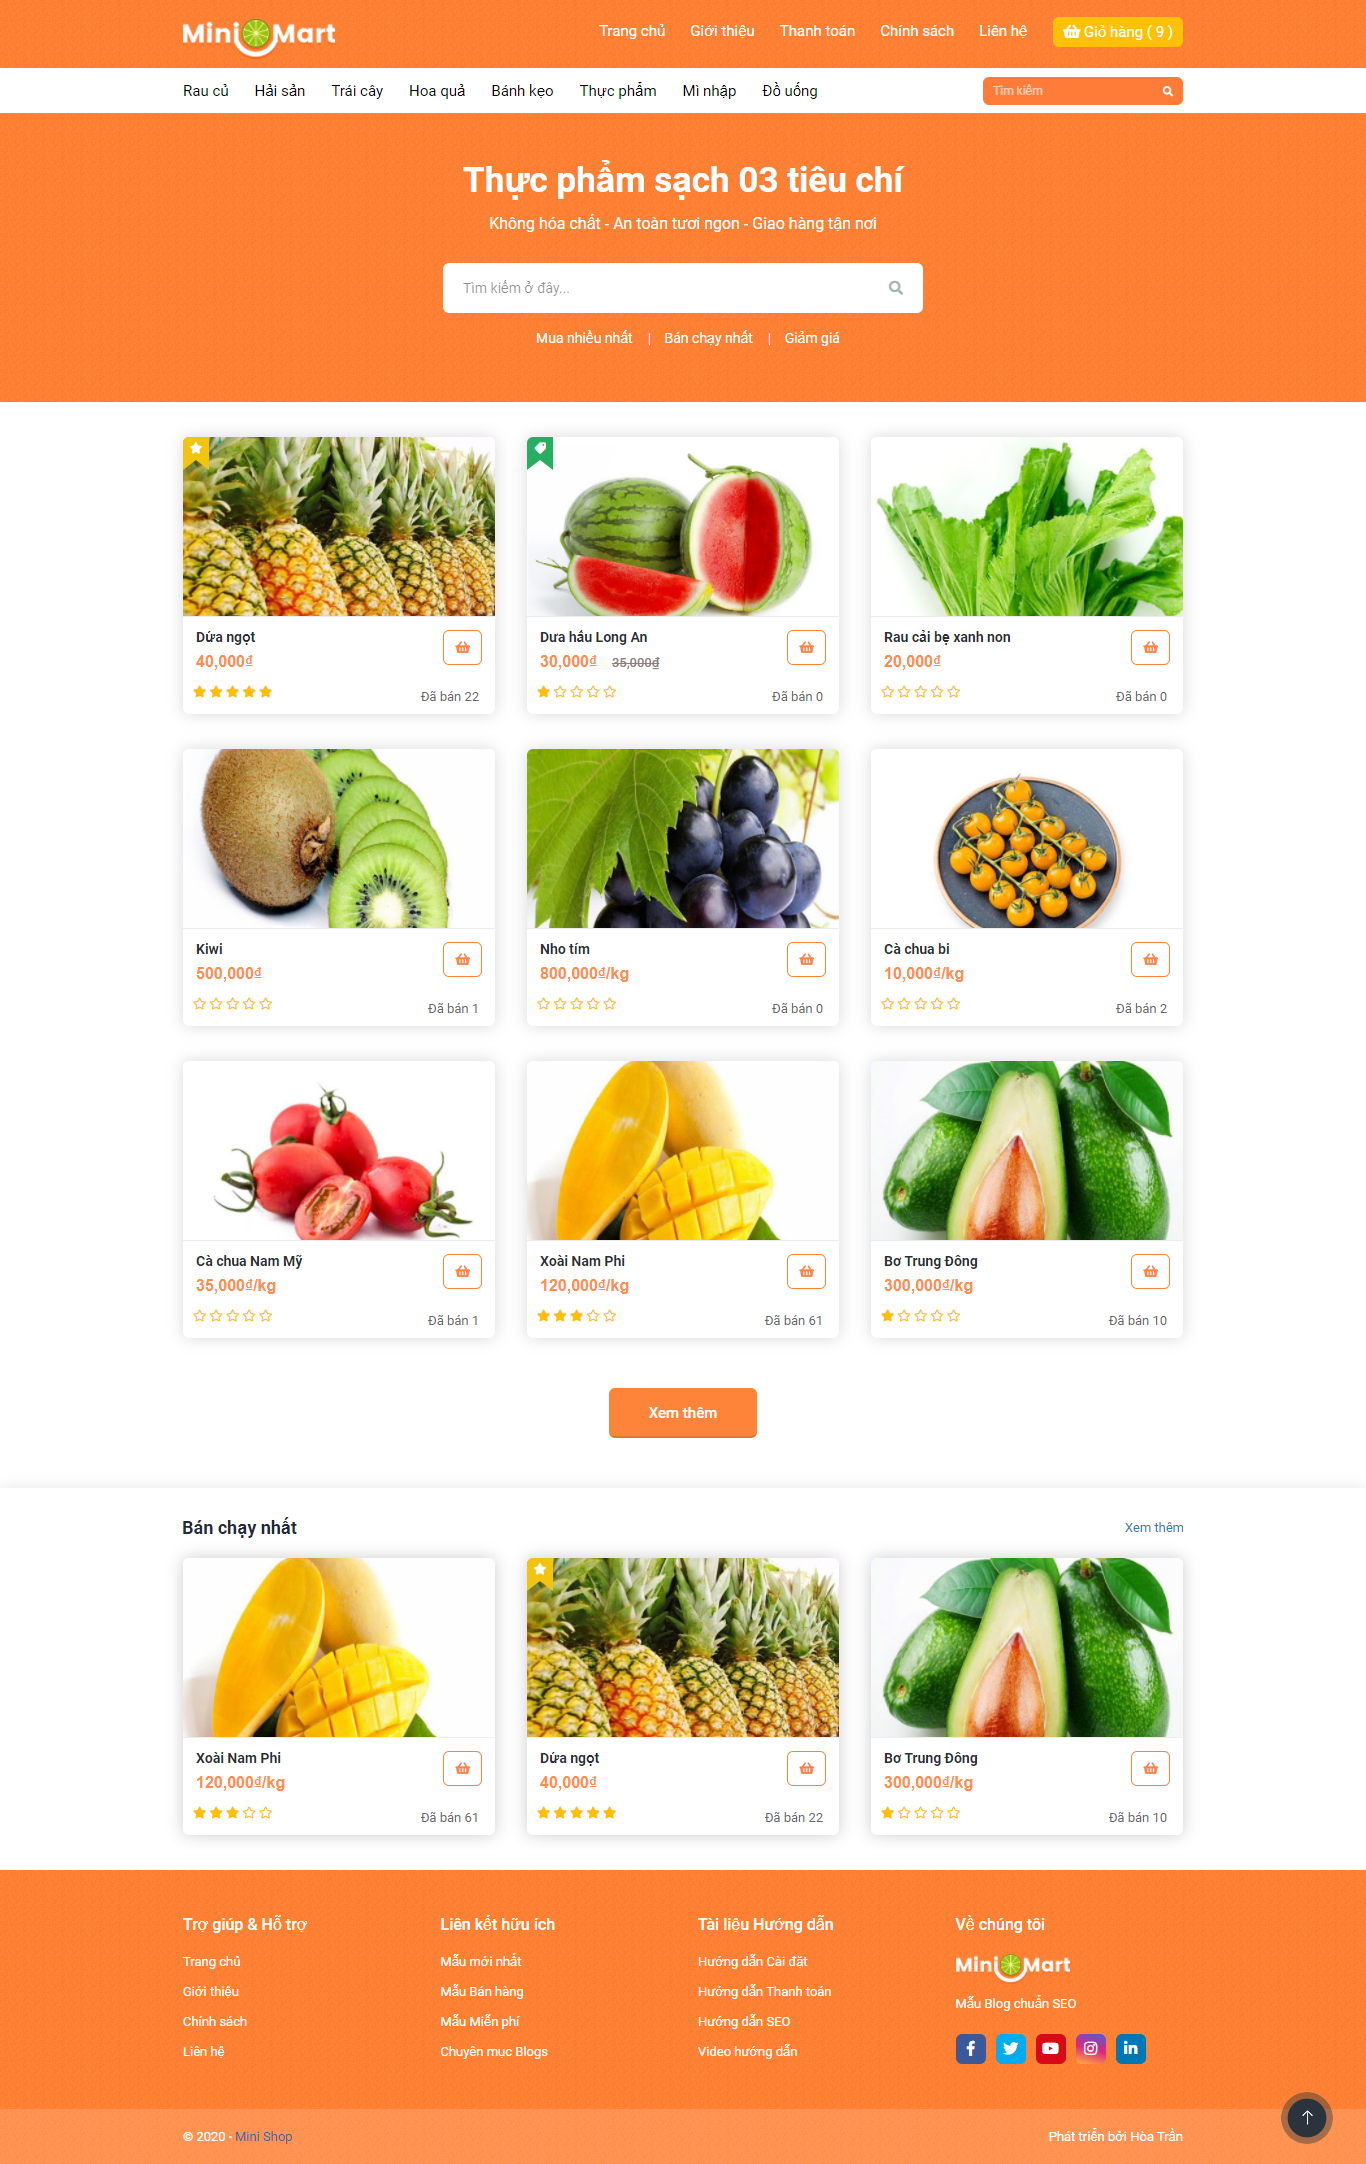 Mini Mart
Trang chủ Giới thiệu Thanh toán Chính sách Liên hệ Giỏ hàng ( 9 )
Rau củ Hải sản Trái cây Hoa quả Bánh kẹo Thực phẩm Mì nhập Đồ uống Tìm kiếm
Thực phẩm sạch 03 tiêu chí
Không hóa chất - An toàn tươi ngon - Giao hàng tận nơi
Tìm kiếm ở đây...
Mua nhiều nhất | Bán chạy nhất | Giảm giá
Dứa ngọt
40,000₫
Đã bán 22
Dưa hấu Long An
30,000₫ 35,000₫
Đã bán 0
Rau cải bẹ xanh non
20,000₫
Đã bán 0
Kiwi
500,000₫
Đã bán 1
Nho tím
800,000₫/kg
Đã bán 0
Cà chua bi
10,000₫/kg
Đã bán 2
Cà chua Nam Mỹ
35,000₫/kg
Đã bán 1
Xoài Nam Phi
120,000₫/kg
Đã bán 61
Bơ Trung Đông
300,000₫/kg
Đã bán 10
Xem thêm
Bán chạy nhất
Xem thêm
Xoài Nam Phi
120,000₫/kg
Đã bán 61
Dứa ngọt
40,000₫
Đã bán 22
Bơ Trung Đông
300,000₫/kg
Đã bán 10
Trợ giúp & Hỗ trợ
Trang chủ
Giới thiệu
Chính sách
Liên hệ
Liên kết hữu ích
Mẫu mới nhất
Mẫu Bán hàng
Mẫu Miễn phí
Chuyên mục Blogs
Tài liệu Hướng dẫn
Hướng dẫn Cài đặt
Hướng dẫn Thanh toán
Hướng dẫn SEO
Video hướng dẫn
Về chúng tôi
Mini Mart
Mẫu Blog chuẩn SEO
© 2020 · Mini Shop
Phát triển bởi Hòa Trần